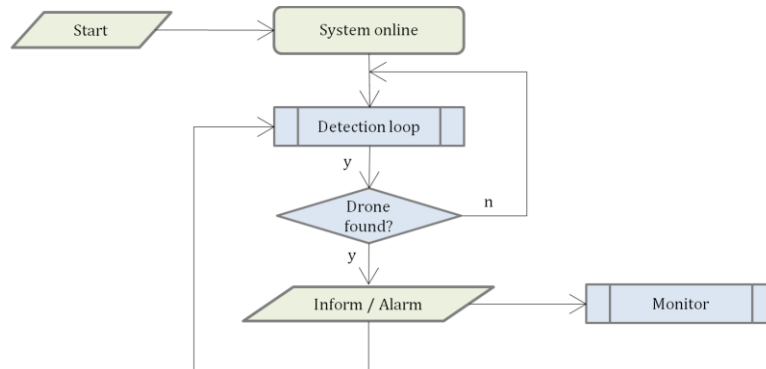 Start
System online
Detection loop
y
Drone
found?
n
y
Inform / Alarm
Monitor